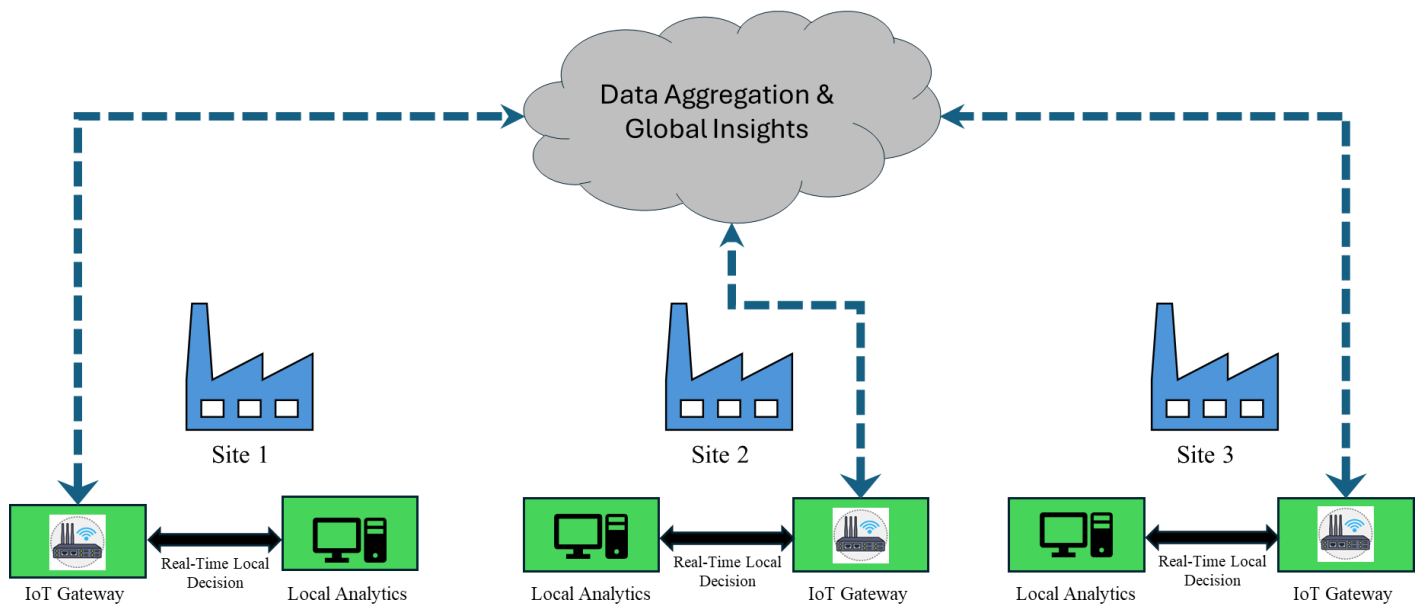 Data Aggregation &
Global Insights
Site 1
Site 2
Site 3
Real-Time Local
Decision
IoT Gateway
Local Analytics
Real-Time Local
Decision
Local Analytics
IoT Gateway
Real-Time Local
Decision
Local Analytics
IoT Gateway